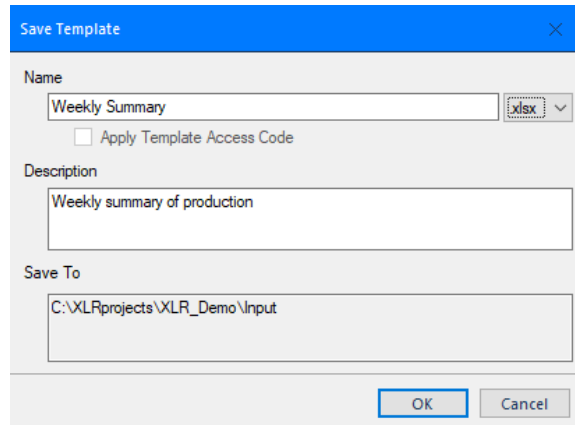 Save Template
Name
Weekly Summary .xlsx
Apply Template Access Code
Description
Weekly summary of production
Save To
C:\XLRprojects\XLR_Demo\Input
OK Cancel